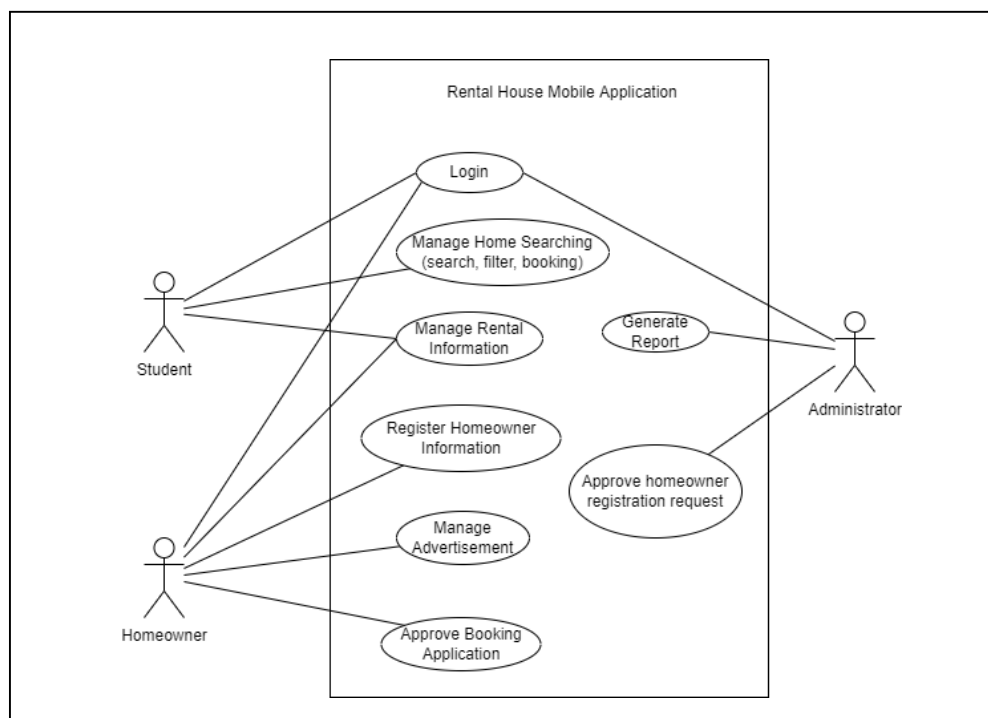 Rental House Mobile Application
Login
Manage Home Searching
(search, filter, booking)
Manage Rental
Information
Generate
Report
Student
Administrator
Register Homeowner
Information
Approve homeowner
registration request
Manage
Advertisement
Homeowner
Approve Booking
Application